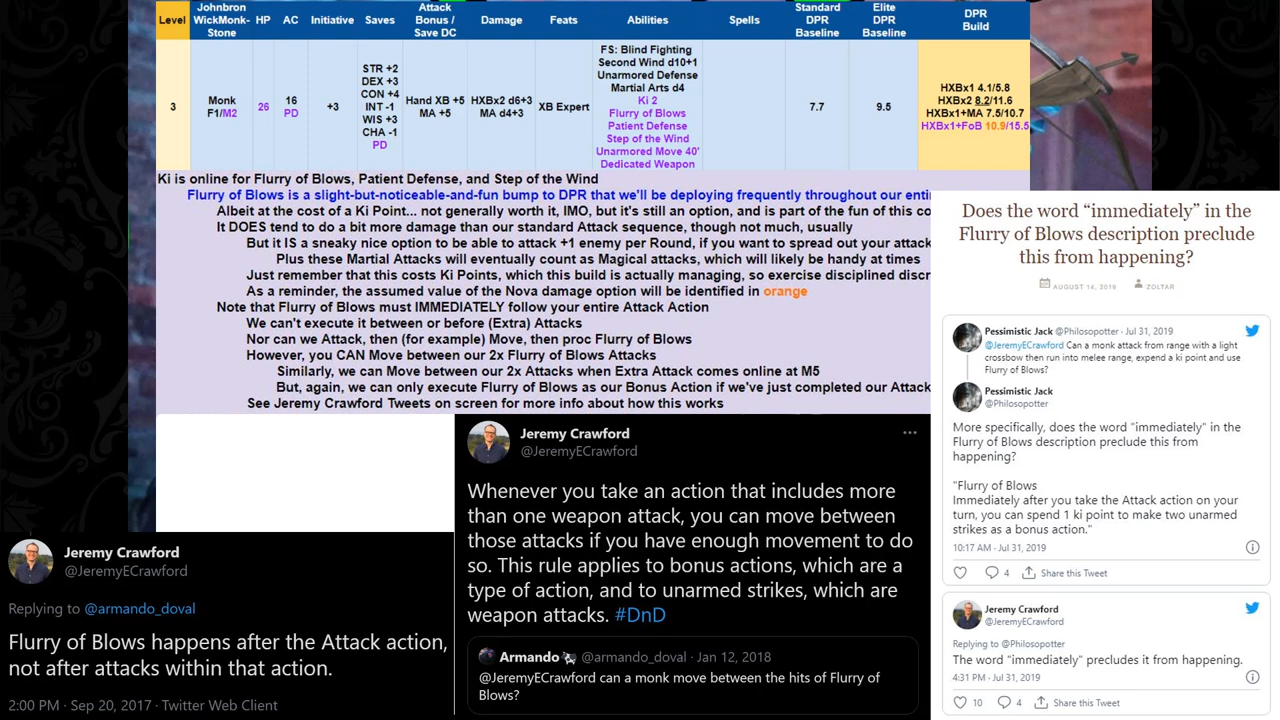 Level
Johnbron
WickMonk-
Stone
HP
AC
Initiative
Saves
Attack
Bonus /
Save DC
Damage
Feats
Abilities
Spells
Standard
DPR
Baseline
Elite
DPR
Baseline
DPR
Build
3
Monk
F1/M2
26
16
PD
+3
STR +2
DEX +3
CON +4
INT -1
WIS +3
CHA -1
PD
Hand XB +5
MA +5
HXBx2 d6+3
MA d4+3
XB Expert
FS: Blind Fighting
Second Wind d10+1
Unarmored Defense
Martial Arts d4
Ki 2
Flurry of Blows
Patient Defense
Step of the Wind
Unarmored Move 40'
Dedicated Weapon
7.7
9.5
HXBx1 4.1/5.8
HXBx2 8.2/11.6
HXBx1+MA 7.5/10.7
HXBx1+FoB 10.9/15.5
Ki is online for Flurry of Blows, Patient Defense, and Step of the Wind
Flurry of Blows is a slight-but-noticeable-and-fun bump to DPR that we'll be deploying frequently throughout our enti
Albeit at the cost of a Ki Point... not generally worth it, IMO, but it's still an option, and is part of the fun of this co
It DOES tend to do a bit more damage than our standard Attack sequence, though not much, usually
But it IS a sneaky nice option to be able to attack +1 enemy per Round, if you want to spread out your attack
Plus these Martial Attacks will eventually count as Magical attacks, which will likely be handy at times
Just remember that this costs Ki Points, which this build is actually managing, so exercise disciplined discr
As a reminder, the assumed value of the Nova damage option will be identified in orange
Note that Flurry of Blows must IMMEDIATELY follow your entire Attack Action
We can't execute it between or before (Extra) Attacks
Nor can we Attack, then (for example) Move, then proc Flurry of Blows
However, you CAN Move between our 2x Flurry of Blows Attacks
Similarly, we can Move between our 2x Attacks when Extra Attack comes online at M5
But, again, we can only execute Flurry of Blows as our Bonus Action if we've just completed our Attack
See Jeremy Crawford Tweets on screen for more info about how this works
Jeremy Crawford
@JeremyECrawford
Replying to @armando_doval
Flurry of Blows happens after the Attack action,
not after attacks within that action.
2:00 PM · Sep 20, 2017 · Twitter Web Client
Jeremy Crawford
@JeremyECrawford
Whenever you take an action that includes more
than one weapon attack, you can move between
those attacks if you have enough movement to do
so. This rule applies to bonus actions, which are a
type of action, and to unarmed strikes, which are
weapon attacks. #DnD
Armando @armando_doval · Jan 12, 2018
@JeremyECrawford can a monk move between the hits of Flurry of
Blows?
Does the word “immediately” in the
Flurry of Blows description preclude
this from happening?
AUGUST 14, 2019 ZOLTAR
Pessimistic Jack @Philosopotter · Jul 31, 2019
@JeremyECrawford Can a monk attack from range with a light
crossbow then run into melee range, expend a ki point and use
Flurry of Blows?
Pessimistic Jack
@Philosopotter
More specifically, does the word "immediately" in the
Flurry of Blows description preclude this from
happening?
"Flurry of Blows
Immediately after you take the Attack action on your
turn, you can spend 1 ki point to make two unarmed
strikes as a bonus action."
10:17 AM · Jul 31, 2019
4 Share this Tweet
Jeremy Crawford
@JeremyECrawford
Replying to @Philosopotter
The word "immediately" precludes it from happening.
4:31 PM · Jul 31, 2019
10 4 Share this Tweet